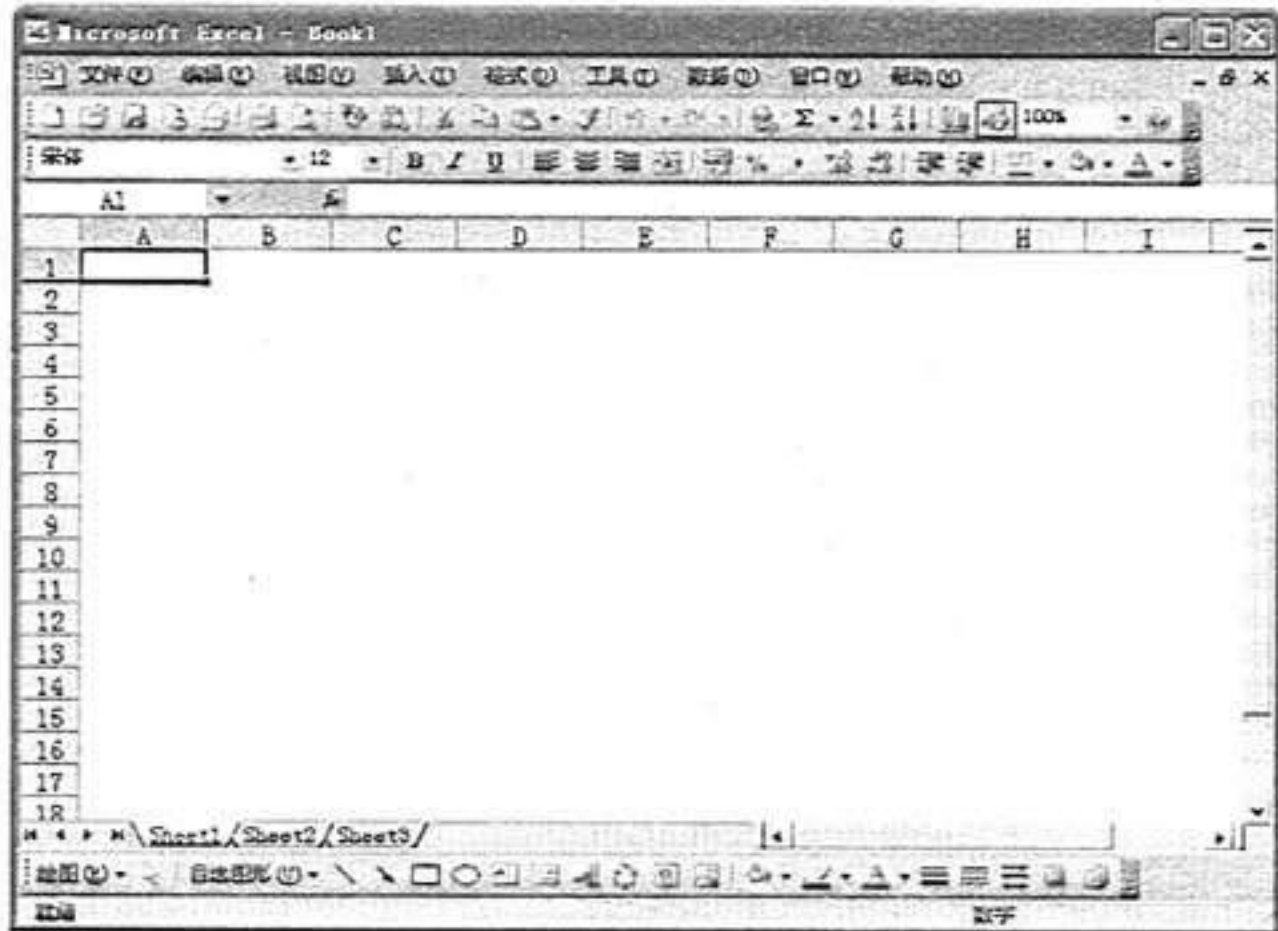 Microsoft Excel - Book1
文件(F) 编辑(E) 视图(V) 插入(I) 格式(O) 工具(T) 数据(D) 窗口(W) 帮助(H)
Σ 100%
宋体 12 B I U %
A1 fx
A B C D E F G H I
1
2
3
4
5
6
7
8
9
10
11
12
13
14
15
16
17
18
Sheet1 Sheet2 Sheet3
绘图(R) 自选图形(U) A
就绪 数字